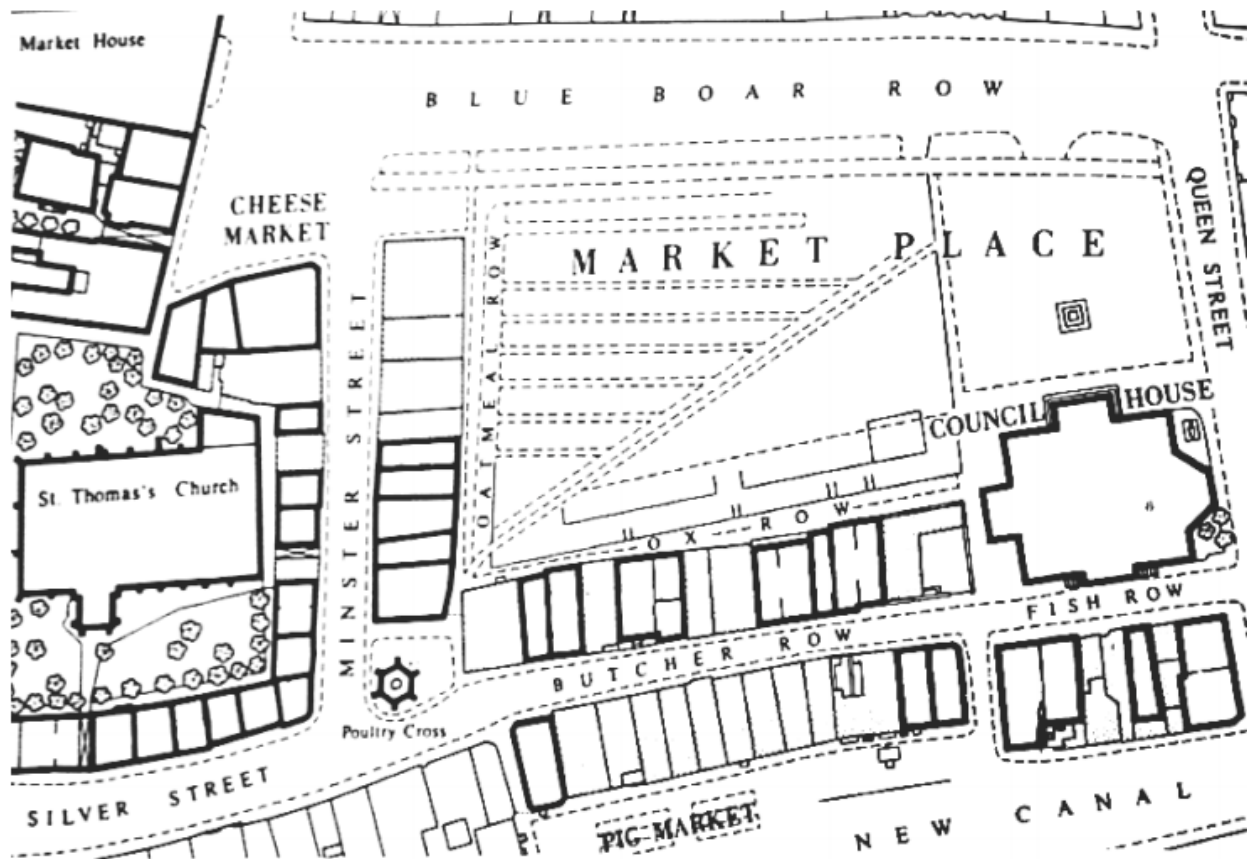 Market House
BLUE BOAR ROW
CHEESE
MARKET
MARKET PLACE
QUEEN STREET
OATMEAL ROW
MINSTER STREET
COUNCIL HOUSE
St. Thomas's Church
OX ROW
FISH ROW
BUTCHER ROW
Poultry Cross
SILVER STREET
PIG MARKET
NEW CANAL